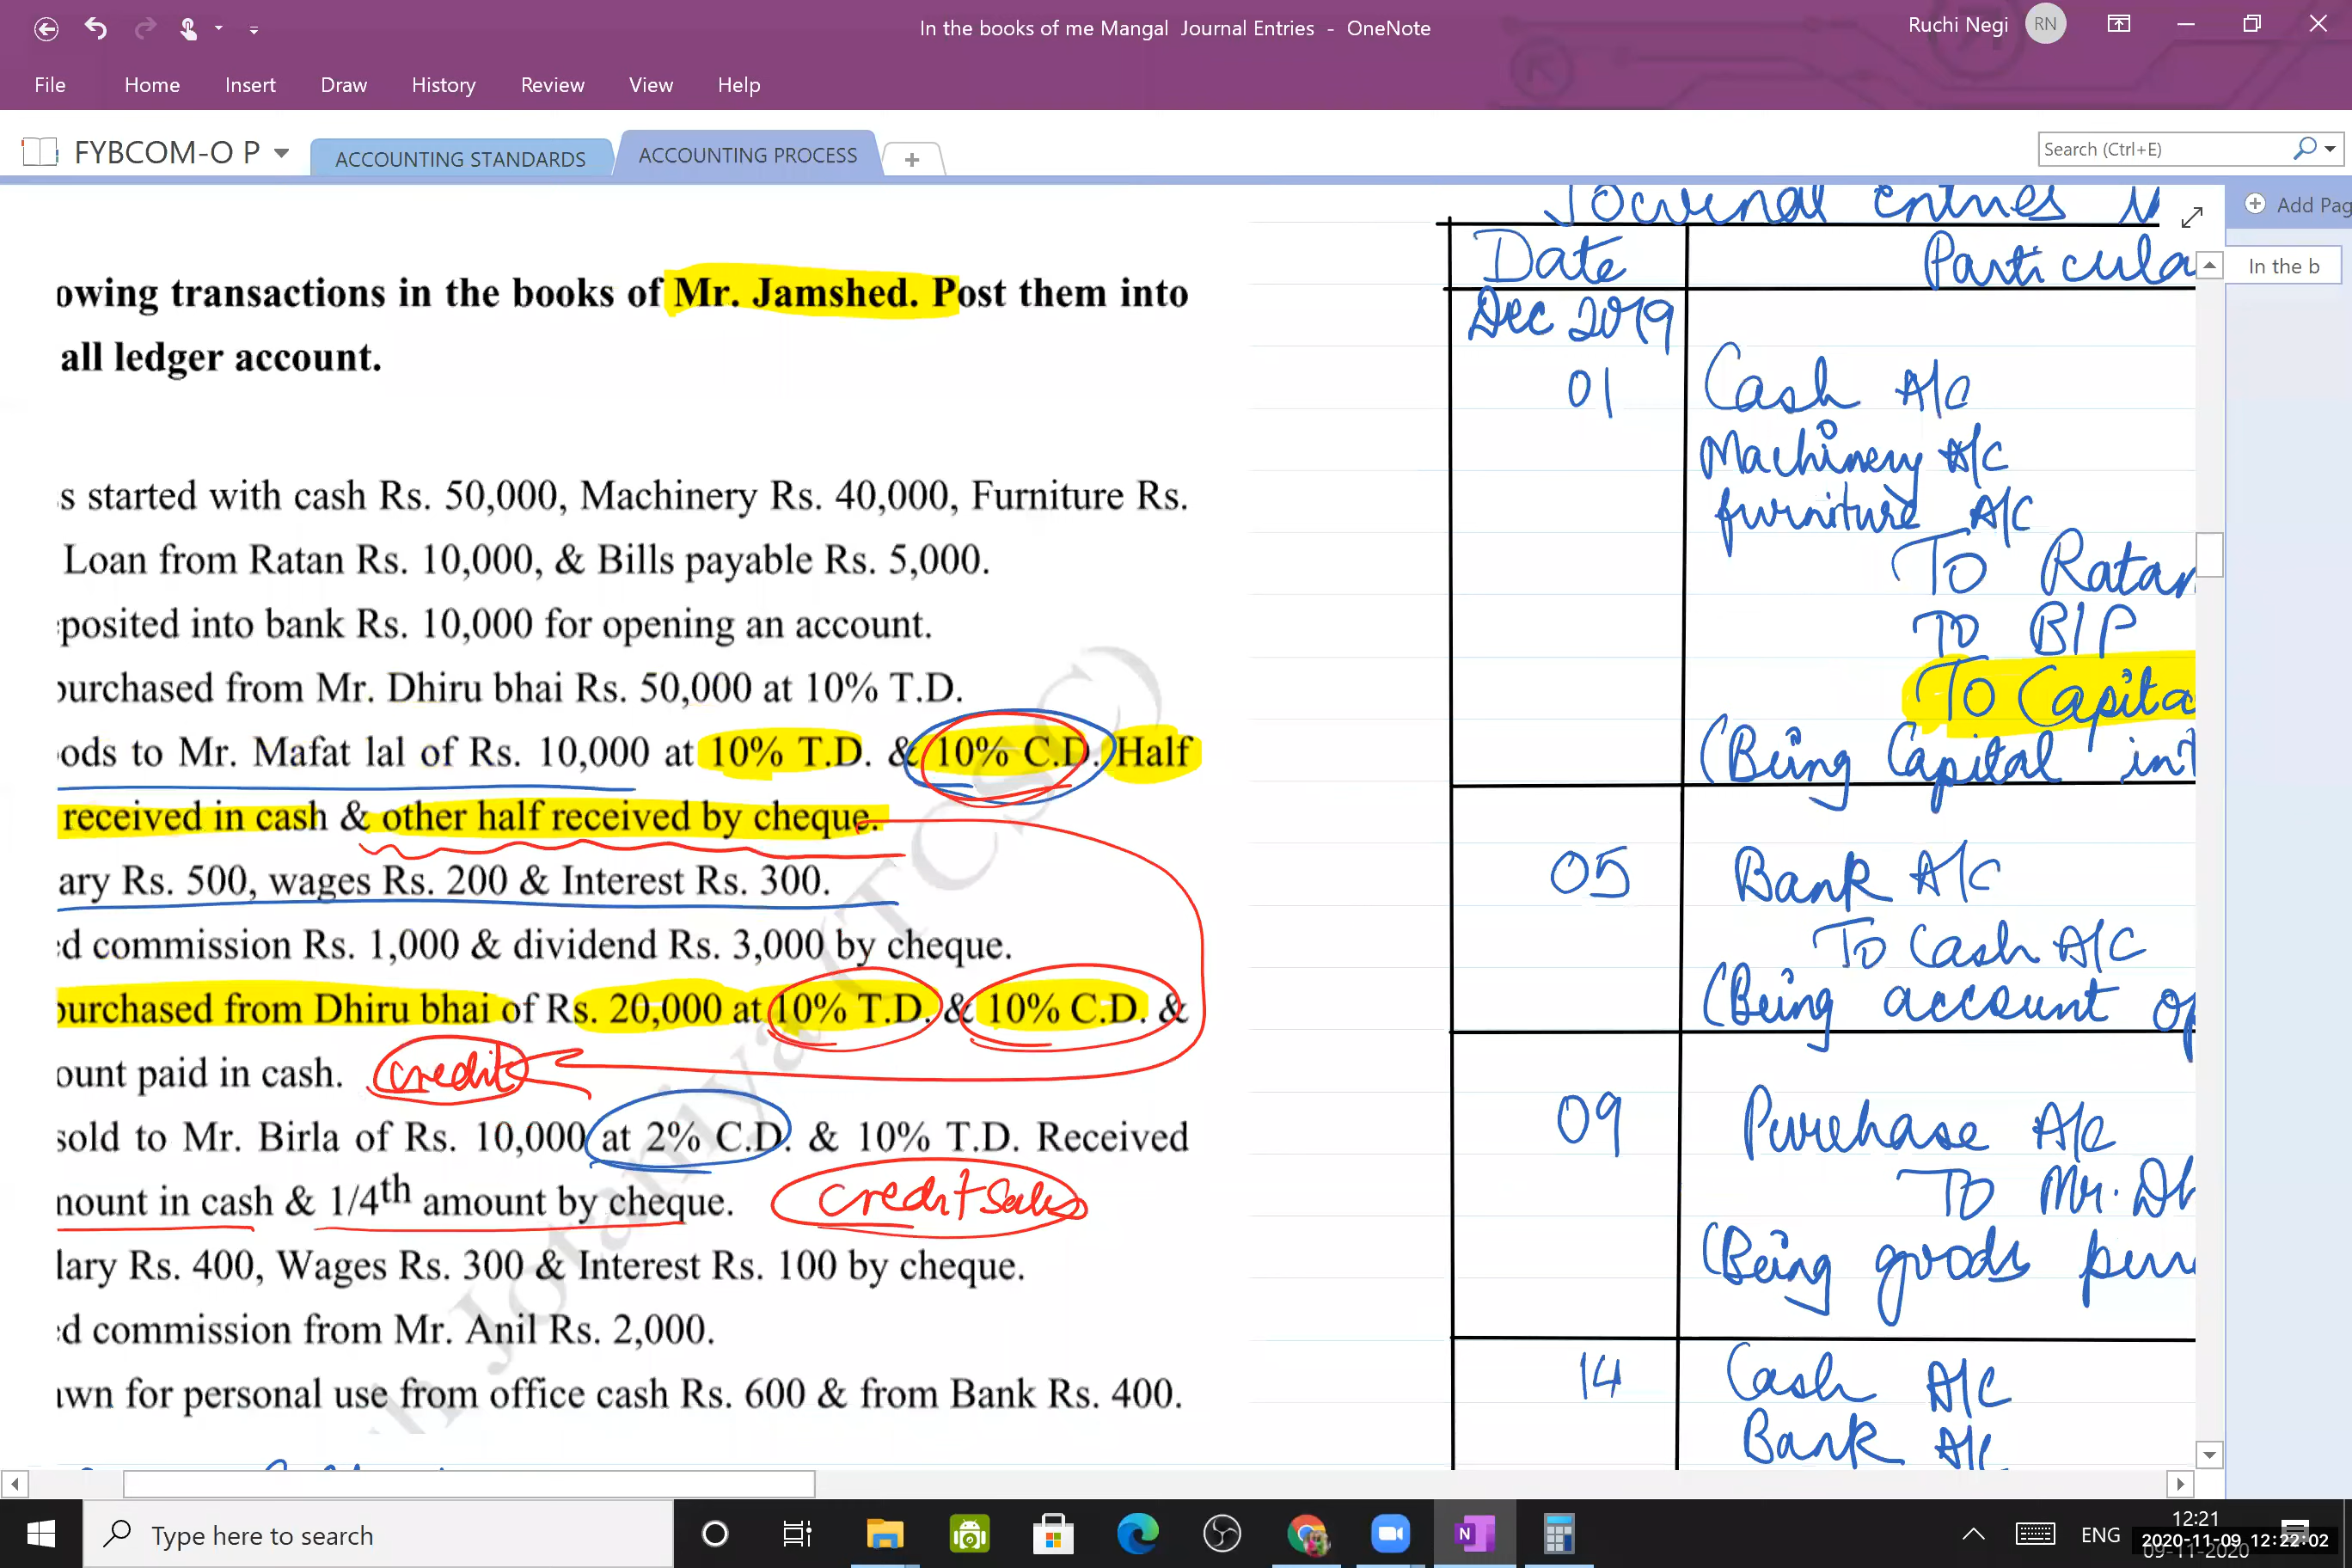 In the books of me Mangal Journal Entries - OneNote
Ruchi Negi RN
File Home Insert Draw History Review View Help
FYBCOM-O P
ACCOUNTING STANDARDS
ACCOUNTING PROCESS
Search (Ctrl+E)
Add Pag
In the b
owing transactions in the books of Mr. Jamshed. Post them into
all ledger account.
s started with cash Rs. 50,000, Machinery Rs. 40,000, Furniture Rs.
Loan from Ratan Rs. 10,000, & Bills payable Rs. 5,000.
posited into bank Rs. 10,000 for opening an account.
purchased from Mr. Dhiru bhai Rs. 50,000 at 10% T.D.
ods to Mr. Mafat lal of Rs. 10,000 at 10% T.D. & 10% C.D. Half
received in cash & other half received by cheque.
ary Rs. 500, wages Rs. 200 & Interest Rs. 300.
ed commission Rs. 1,000 & dividend Rs. 3,000 by cheque.
purchased from Dhiru bhai of Rs. 20,000 at 10% T.D. & 10% C.D. &
ount paid in cash. credit
sold to Mr. Birla of Rs. 10,000 at 2% C.D. & 10% T.D. Received
mount in cash & 1/4th amount by cheque. credit Sales
lary Rs. 400, Wages Rs. 300 & Interest Rs. 100 by cheque.
ed commission from Mr. Anil Rs. 2,000.
awn for personal use from office cash Rs. 600 & from Bank Rs. 400.
h Jotaniya (TCSC)
Journal Entries
Date Particula
Dec 2019
01 Cash A/c
Machinery A/c
furniture A/c
To Ratan
To B/P
To Capita
(Being Capital int
05 Bank A/c
To Cash A/c
(Being account op
09 Purchase A/c
To Mr. Dh
(Being goods pur
14 Cash A/c
Bank A/c
Type here to search
ENG
12:21
09-11-2020
2020-11-09 12:22:02